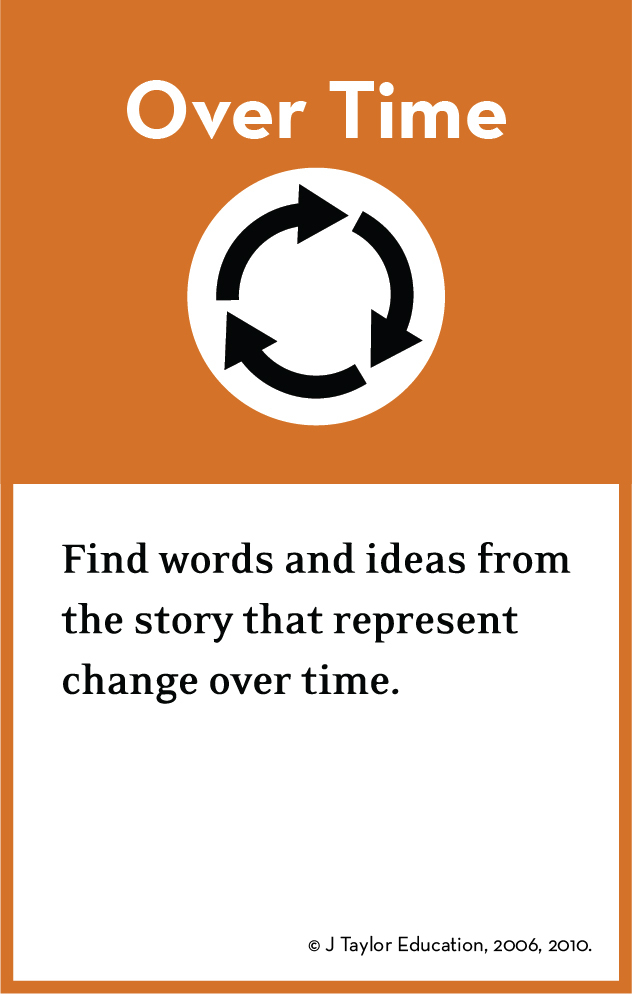 Over Time
Find words and ideas from
the story that represent
change over time.
© J Taylor Education, 2006, 2010.